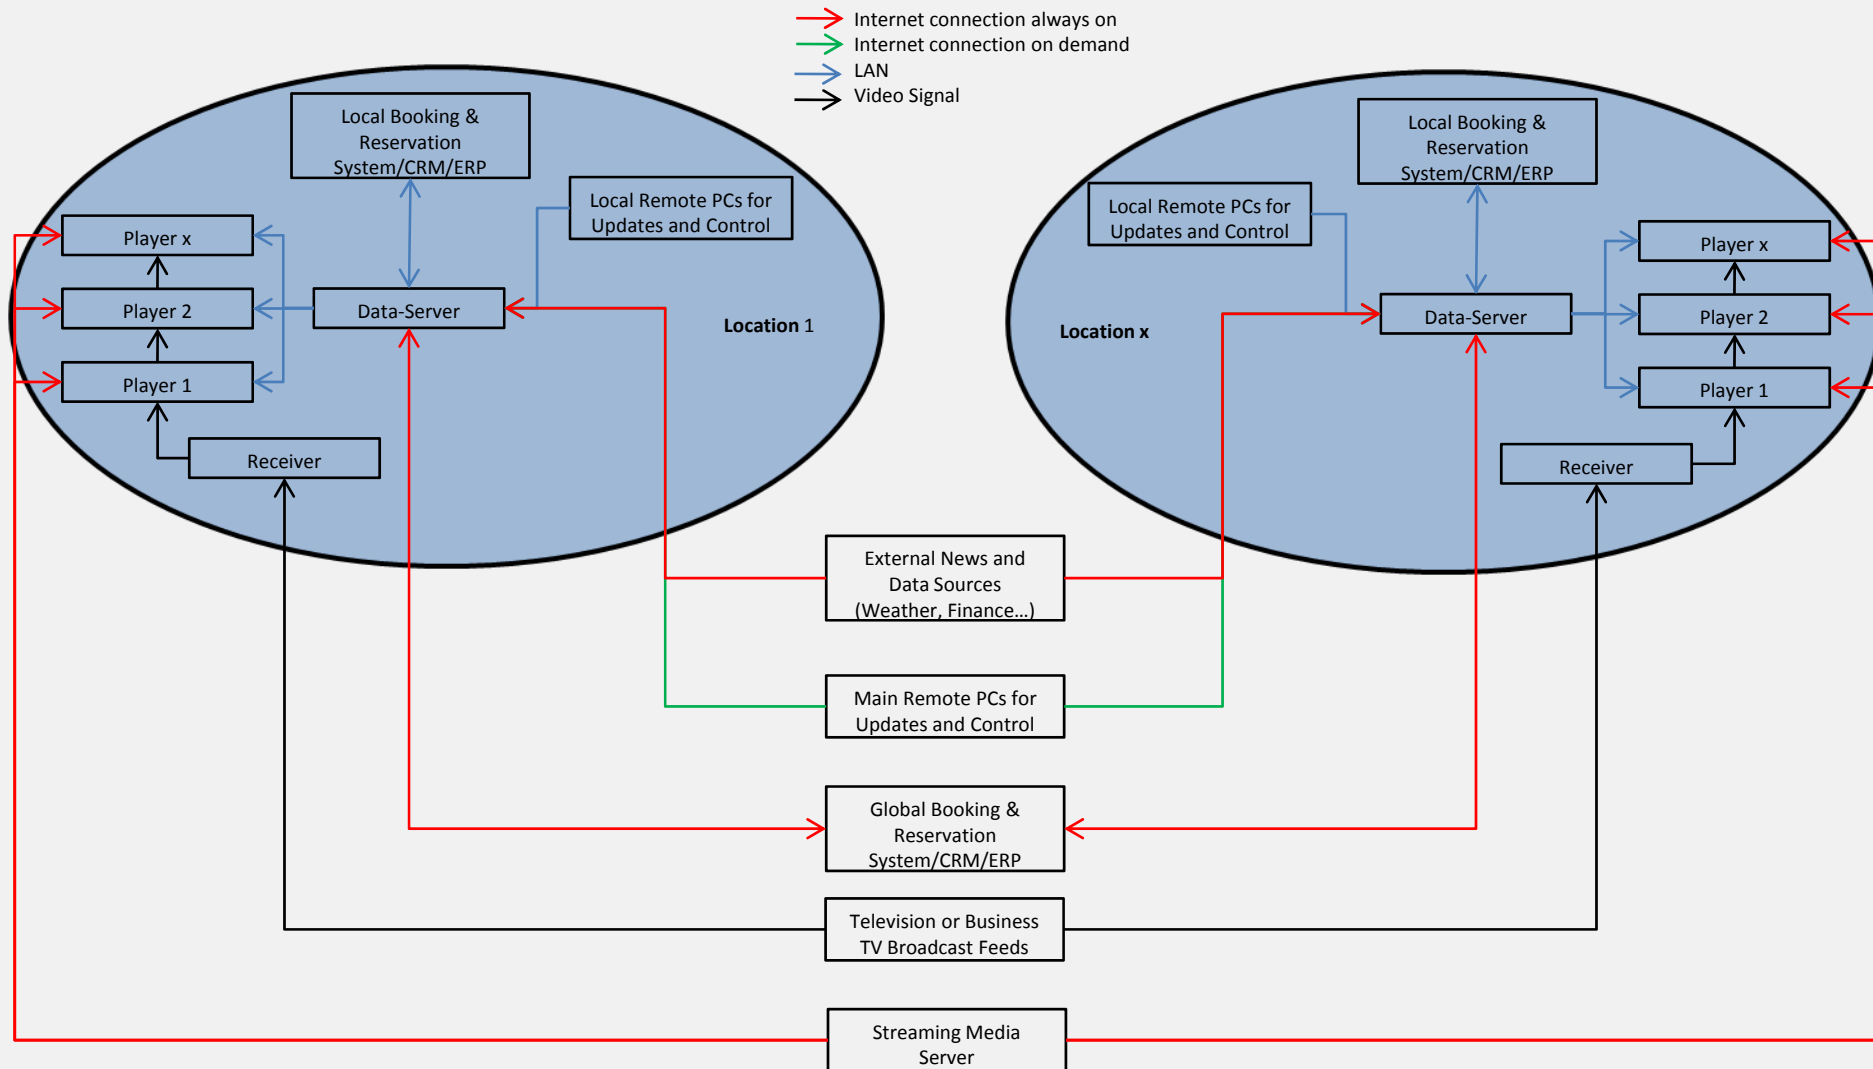 Internet connection always on
Internet connection on demand
LAN
Video Signal
Local Booking &
Reservation
System/CRM/ERP
Local Remote PCs for
Updates and Control
Player x
Player 2
Data-Server
Location 1
Player 1
Receiver
Local Booking &
Reservation
System/CRM/ERP
Local Remote PCs for
Updates and Control
Player x
Location x
Data-Server
Player 2
Player 1
Receiver
External News and
Data Sources
(Weather, Finance…)
Main Remote PCs for
Updates and Control
Global Booking &
Reservation
System/CRM/ERP
Television or Business
TV Broadcast Feeds
Streaming Media
Server